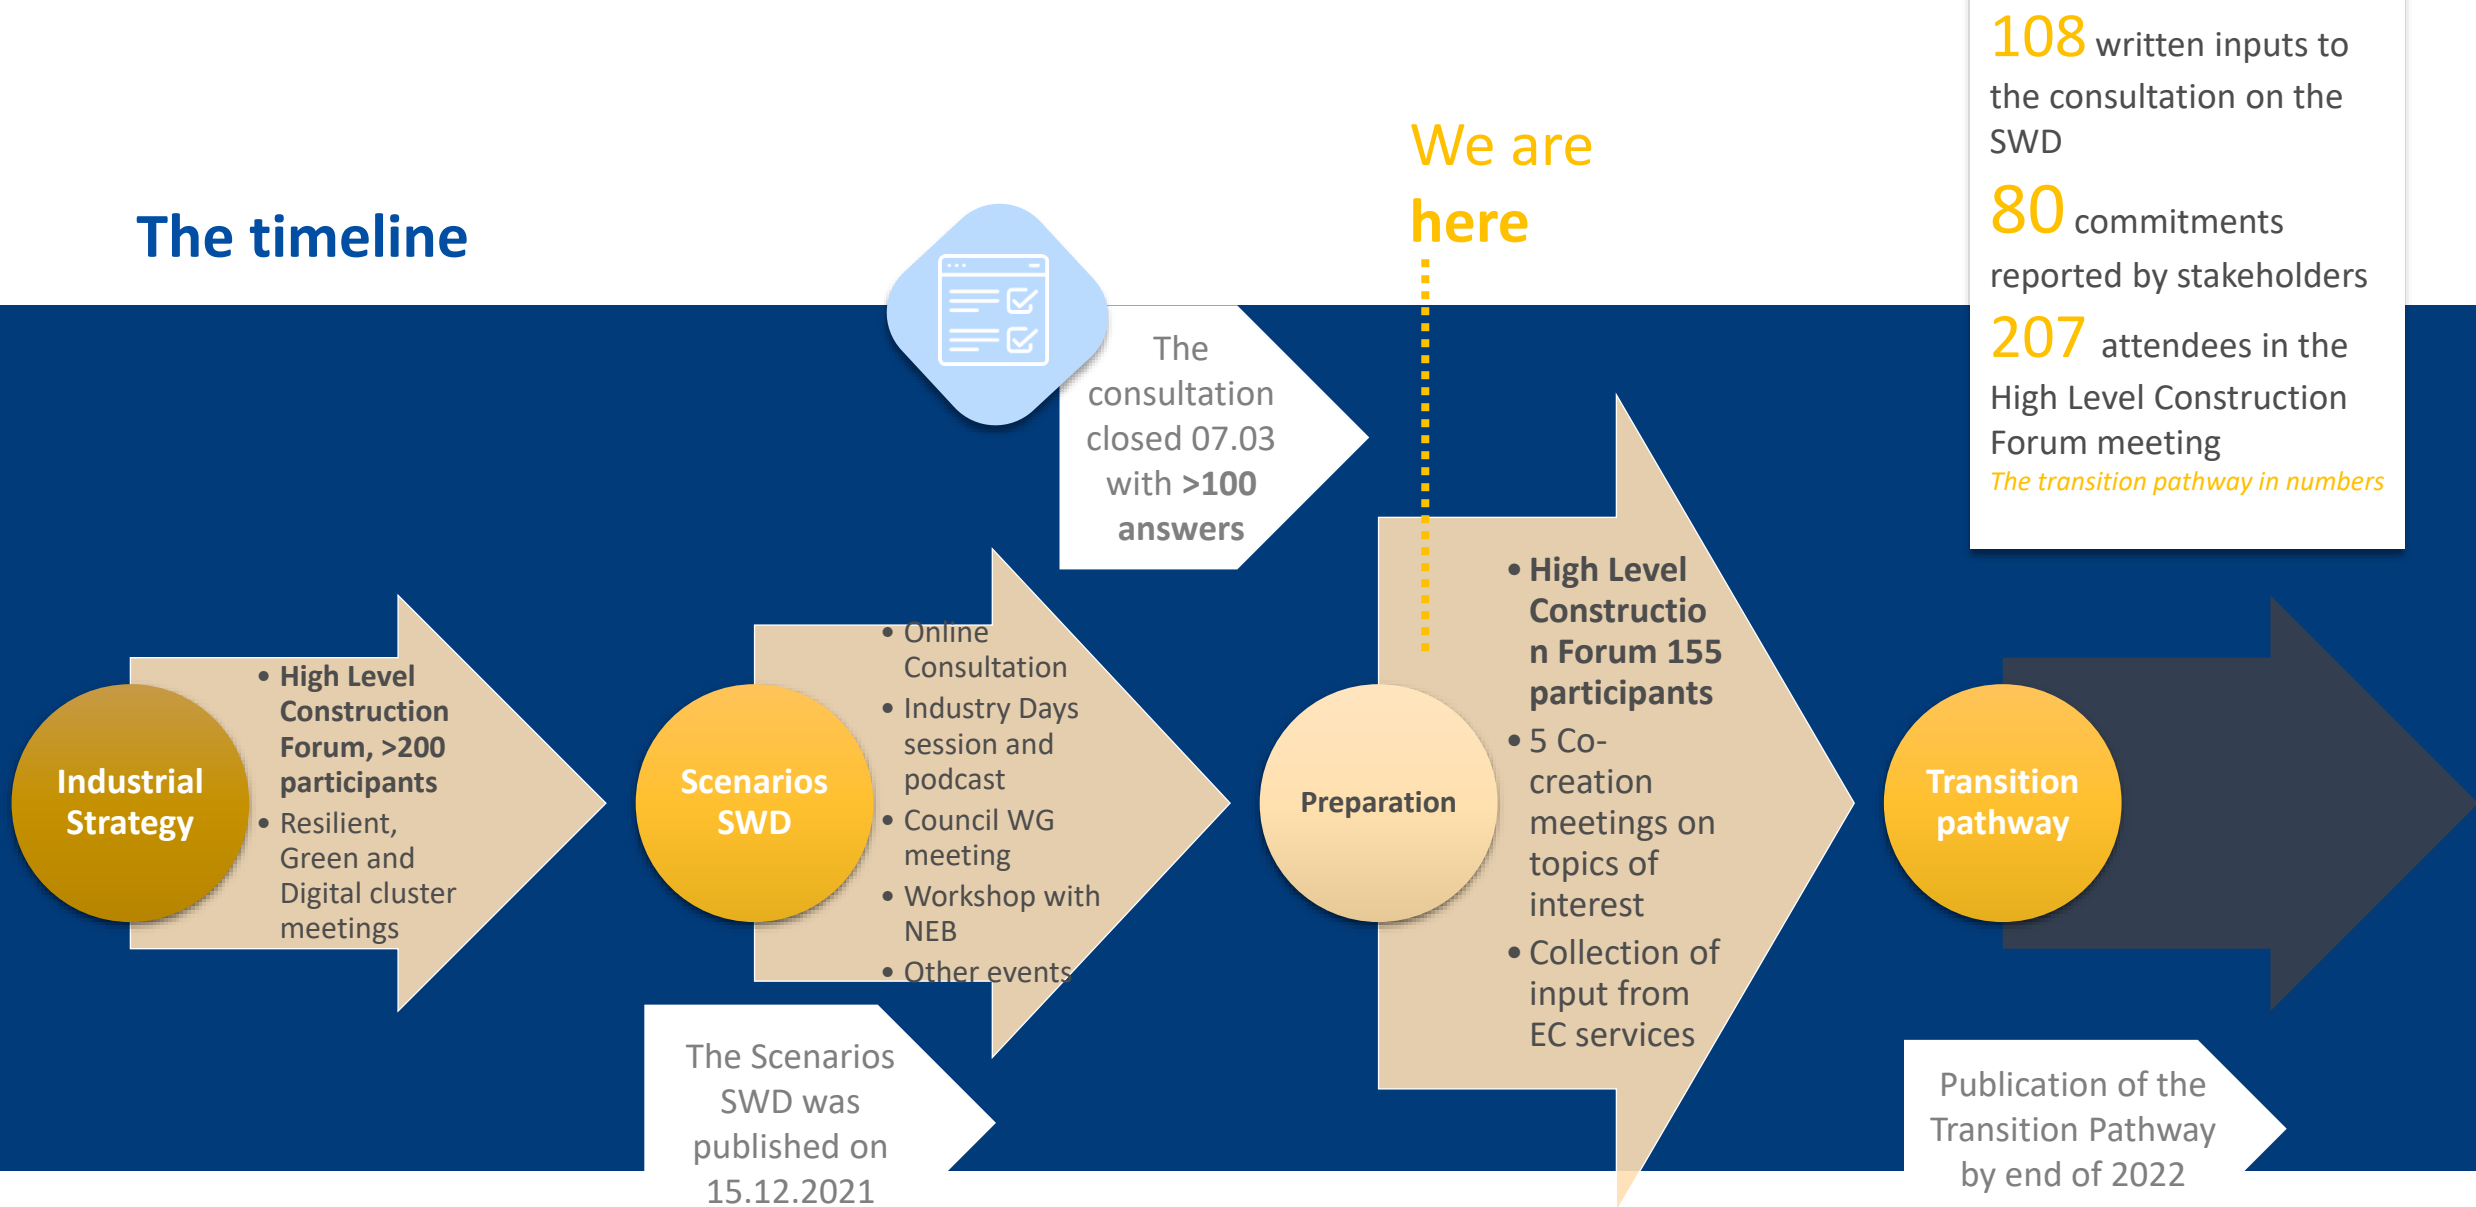 The timeline
We are
here
108 written inputs to
the consultation on the
SWD
80 commitments
reported by stakeholders
207 attendees in the
High Level Construction
Forum meeting
The transition pathway in numbers
The
consultation
closed 07.03
with >100
answers
Industrial
Strategy
• High Level
Construction
Forum, >200
participants
• Resilient,
Green and
Digital cluster
meetings
Scenarios
SWD
• Online
Consultation
• Industry Days
session and
podcast
• Council WG
meeting
• Workshop with
NEB
• Other events
The Scenarios
SWD was
published on
15.12.2021
Preparation
• High Level
Constructio
n Forum 155
participants
• 5 Co-
creation
meetings on
topics of
interest
• Collection of
input from
EC services
Transition
pathway
Publication of the
Transition Pathway
by end of 2022